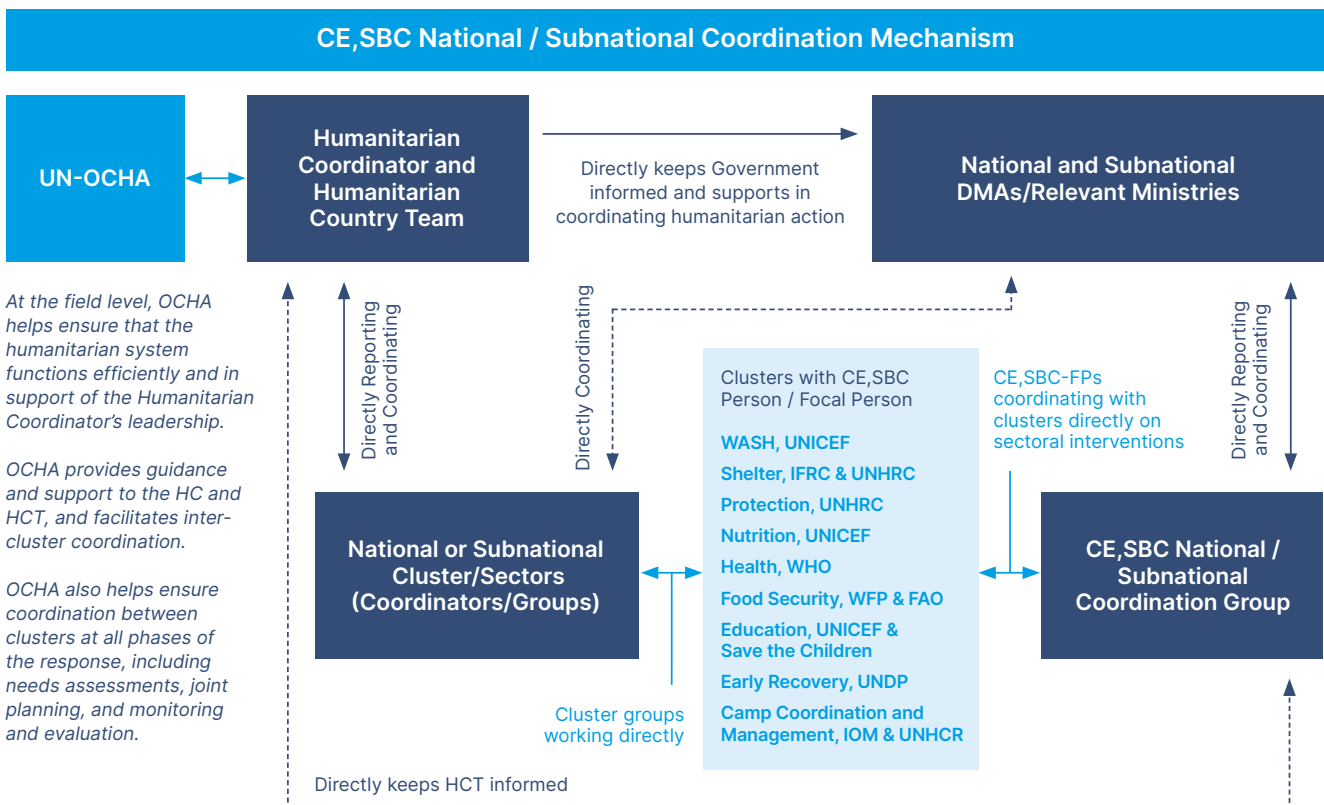 CE,SBC National / Subnational Coordination Mechanism
UN-OCHA
Humanitarian
Coordinator and
Humanitarian
Country Team
Directly keeps Government
informed and supports in
coordinating humanitarian action
National and Subnational
DMAs/Relevant Ministries
At the field level, OCHA
helps ensure that the
humanitarian system
functions efficiently and in
support of the Humanitarian
Coordinator’s leadership.
OCHA provides guidance
and support to the HC and
HCT, and facilitates inter-
cluster coordination.
OCHA also helps ensure
coordination between
clusters at all phases of
the response, including
needs assessments, joint
planning, and monitoring
and evaluation.
Directly Reporting
and Coordinating
Directly Coordinating
Clusters with CE,SBC
Person / Focal Person
WASH, UNICEF
Shelter, IFRC & UNHRC
Protection, UNHRC
Nutrition, UNICEF
Health, WHO
Food Security, WFP & FAO
Education, UNICEF &
Save the Children
Early Recovery, UNDP
Camp Coordination and
Management, IOM & UNHCR
CE,SBC-FPs
coordinating with
clusters directly on
sectoral interventions
Directly Reporting
and Coordinating
National or Subnational
Cluster/Sectors
(Coordinators/Groups)
CE,SBC National /
Subnational
Coordination Group
Cluster groups
working directly
Directly keeps HCT informed